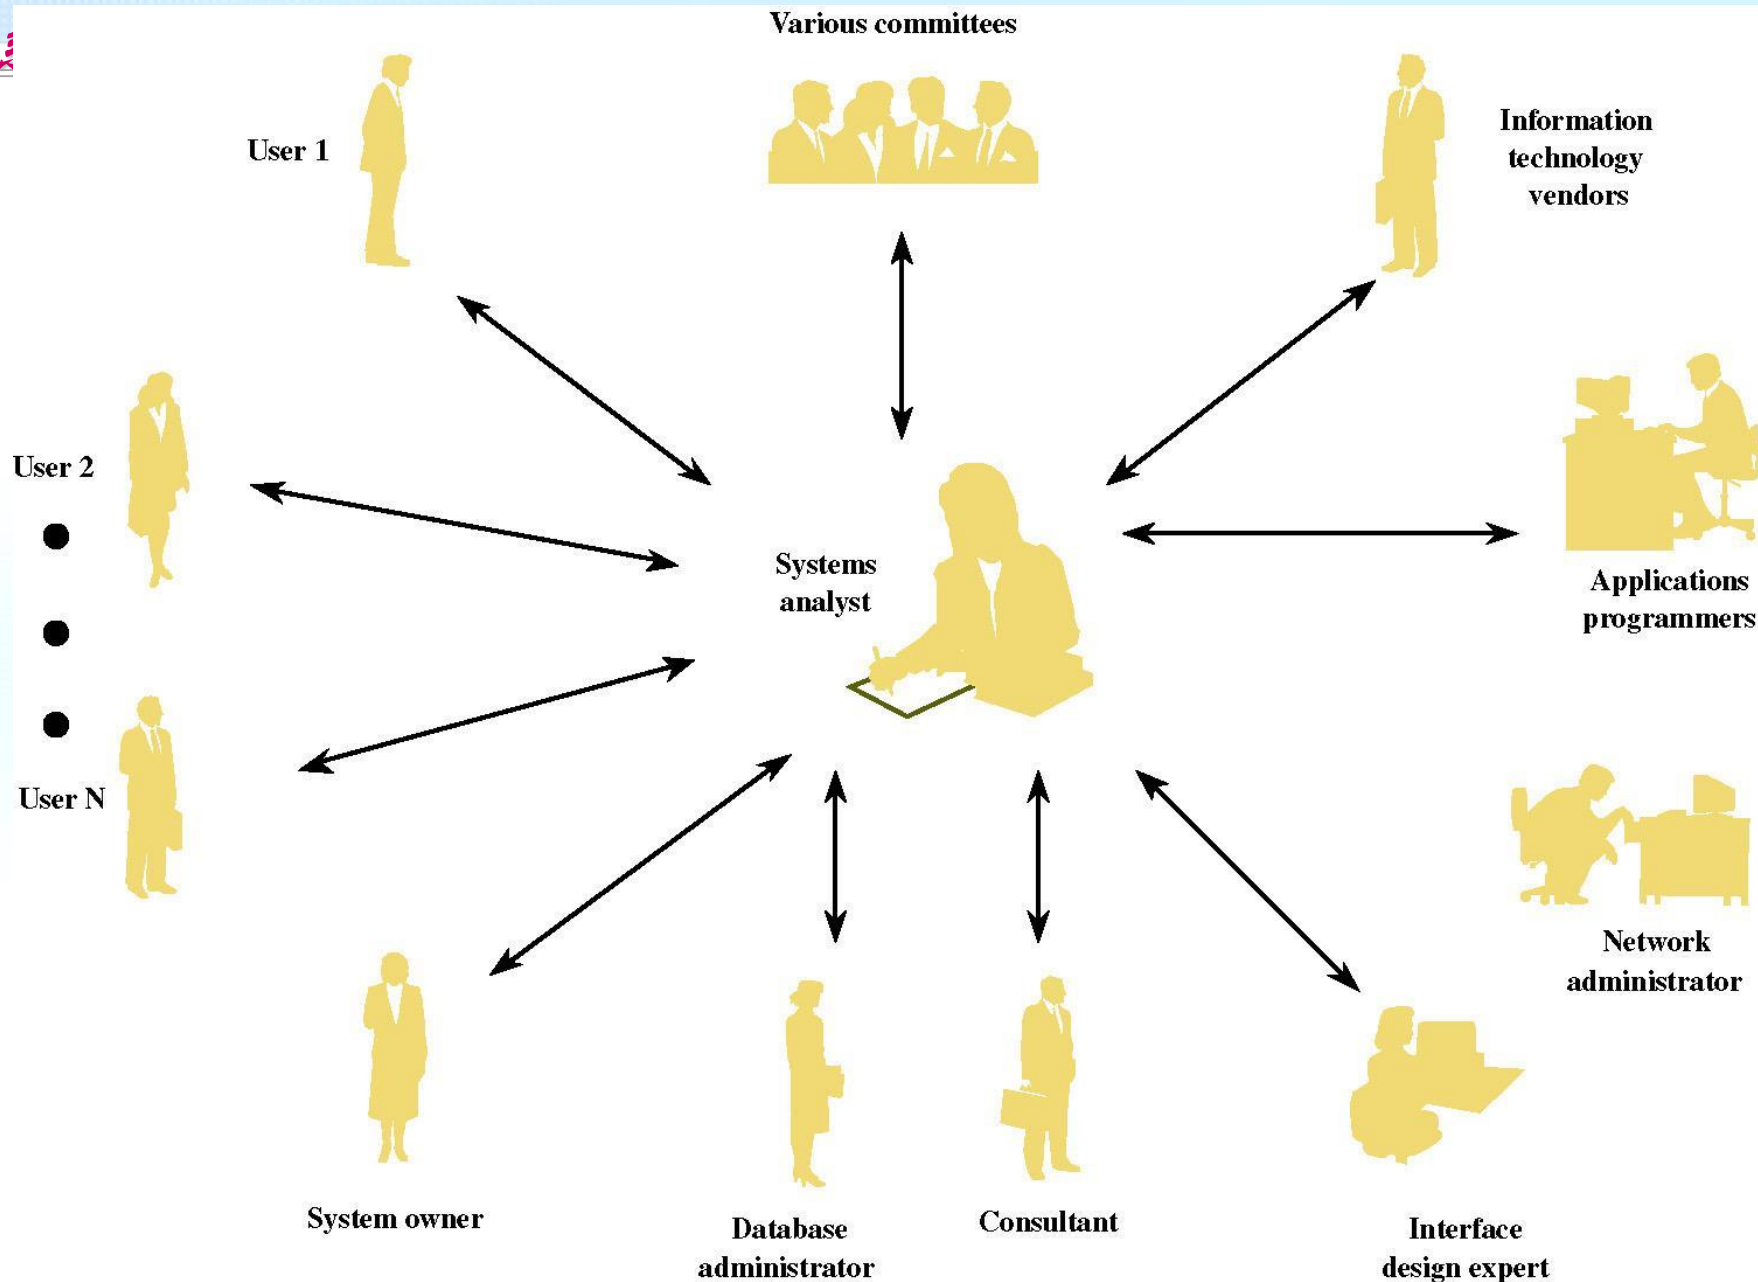 Various committees
User 1
Information
technology
vendors
User 2
Systems
analyst
Applications
programmers
User N
Network
administrator
System owner
Database
administrator
Consultant
Interface
design expert